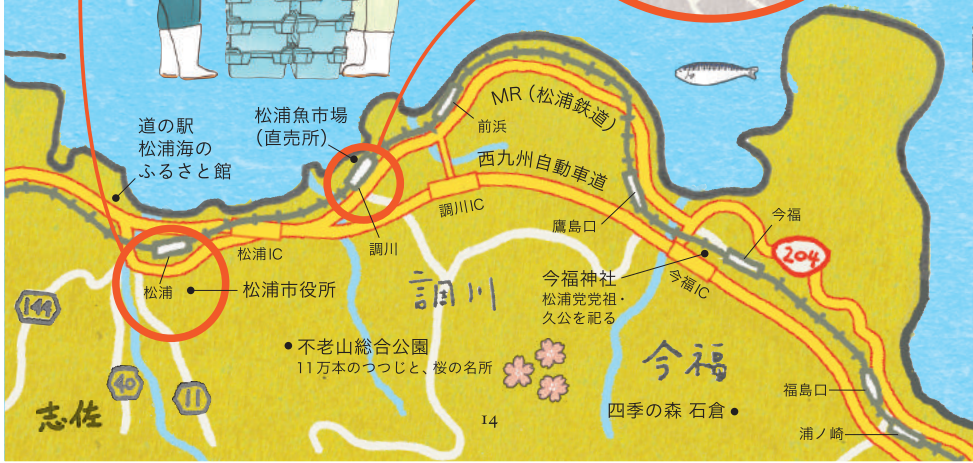 MR（松浦鉄道）
松浦魚市場
（直売所）
前浜
道の駅
松浦海の
ふるさと館
西九州自動車道
調川IC
鷹島口
今福
204
調川
松浦IC
松浦
松浦市役所
今福神社
松浦党党祖・
久公を祀る
今福IC
調川
144
不老山総合公園
11万本のつつじと、桜の名所
今福
40
11
志佐
14
四季の森 石倉
福島口
浦ノ崎